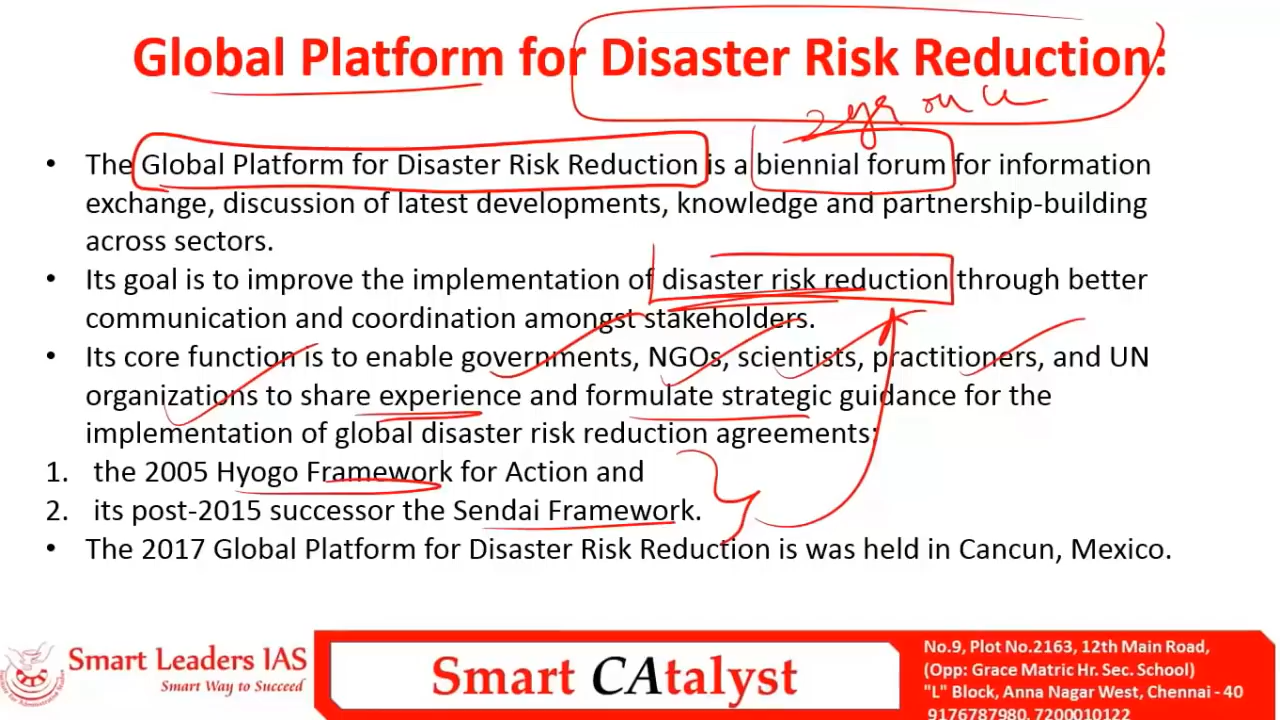 Global Platform for Disaster Risk Reduction:
2 yr once
• The Global Platform for Disaster Risk Reduction is a biennial forum for information
exchange, discussion of latest developments, knowledge and partnership-building
across sectors.
• Its goal is to improve the implementation of disaster risk reduction through better
communication and coordination amongst stakeholders.
• Its core function is to enable governments, NGOs, scientists, practitioners, and UN
organizations to share experience and formulate strategic guidance for the
implementation of global disaster risk reduction agreements:
1. the 2005 Hyogo Framework for Action and
2. its post-2015 successor the Sendai Framework.
• The 2017 Global Platform for Disaster Risk Reduction is was held in Cancun, Mexico.
Smart Leaders IAS
Smart Way to Succeed
Smart CAtalyst
No.9, Plot No.2163, 12th Main Road,
(Opp: Grace Matric Hr. Sec. School)
"L" Block, Anna Nagar West, Chennai - 40
9176787980, 7200010122